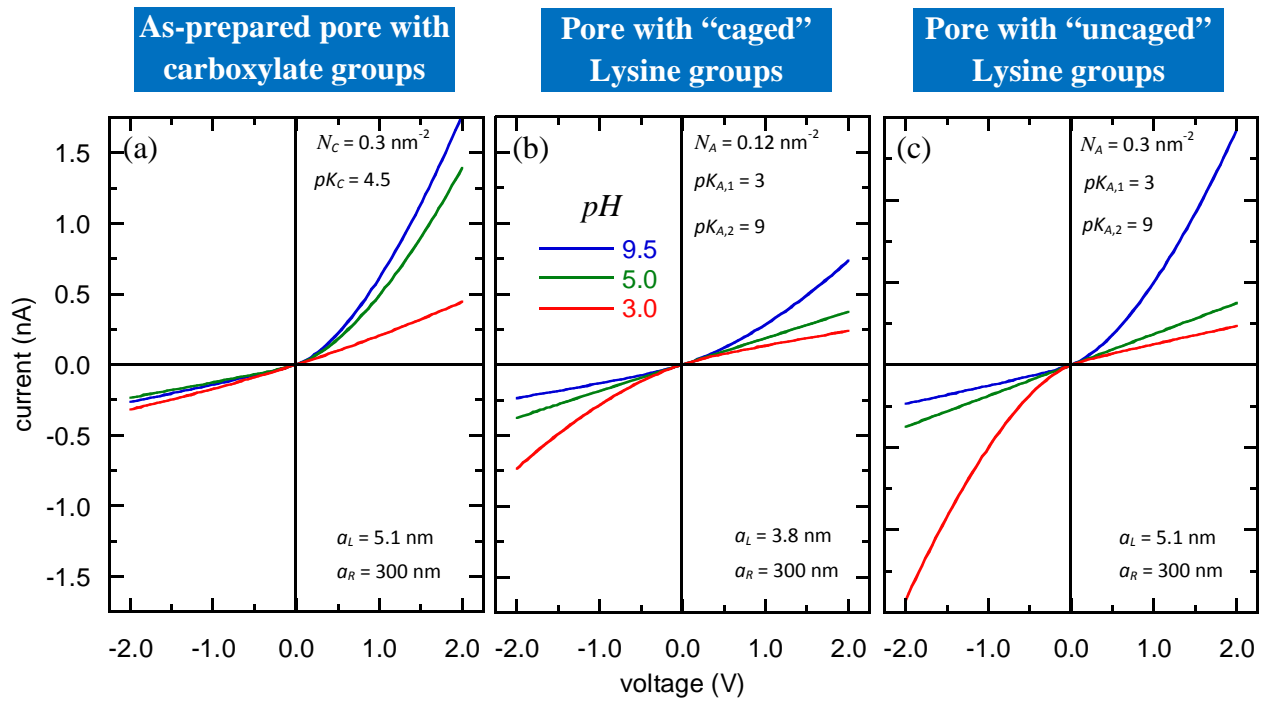 As-prepared pore with
carboxylate groups
Pore with “caged”
Lysine groups
Pore with “uncaged”
Lysine groups
(a)
N_C = 0.3 nm⁻²
pK_C = 4.5
(b)
N_A = 0.12 nm⁻²
pK_A,1 = 3
pK_A,2 = 9
pH
9.5
5.0
3.0
(c)
N_A = 0.3 nm⁻²
pK_A,1 = 3
pK_A,2 = 9
1.5
1.0
0.5
0.0
-0.5
-1.0
-1.5
current (nA)
a_L = 5.1 nm
a_R = 300 nm
a_L = 3.8 nm
a_R = 300 nm
a_L = 5.1 nm
a_R = 300 nm
-2.0 -1.0 0.0 1.0 2.0
-2.0 -1.0 0.0 1.0 2.0
-2.0 -1.0 0.0 1.0 2.0
voltage (V)